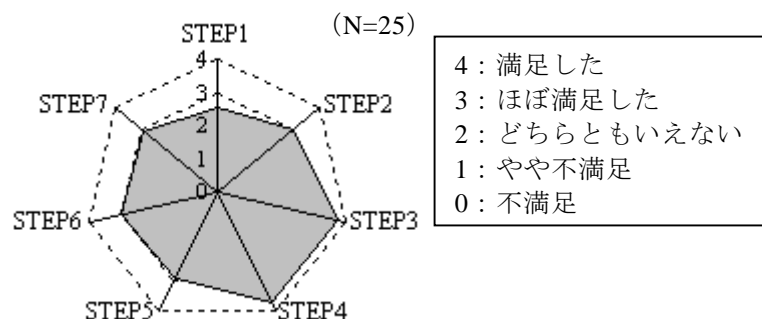 (N=25)
STEP1
4
3
2
1
0
STEP2
STEP3
STEP4
STEP5
STEP6
STEP7
4:満足した
3:ほぼ満足した
2:どちらともいえない
1:やや不満足
0:不満足